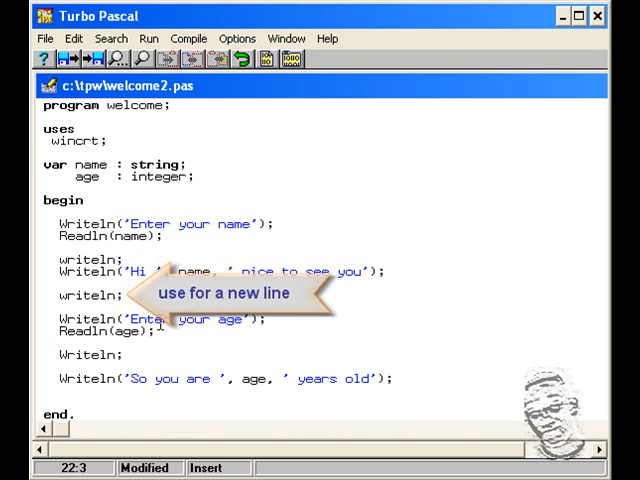 Turbo Pascal
File Edit Search Run Compile Options Window Help
c:\tpw\welcome2.pas
program welcome;
uses
wincrt;
var name : string;
age : integer;
begin
Writeln('Enter your name');
Readln(name);
writeln;
Writeln('Hi ', name, ' nice to see you');
writeln;
use for a new line
Writeln('Enter your age');
Readln(age);
Writeln;
Writeln('So you are ', age, ' years old');
end.
22:3 Modified Insert